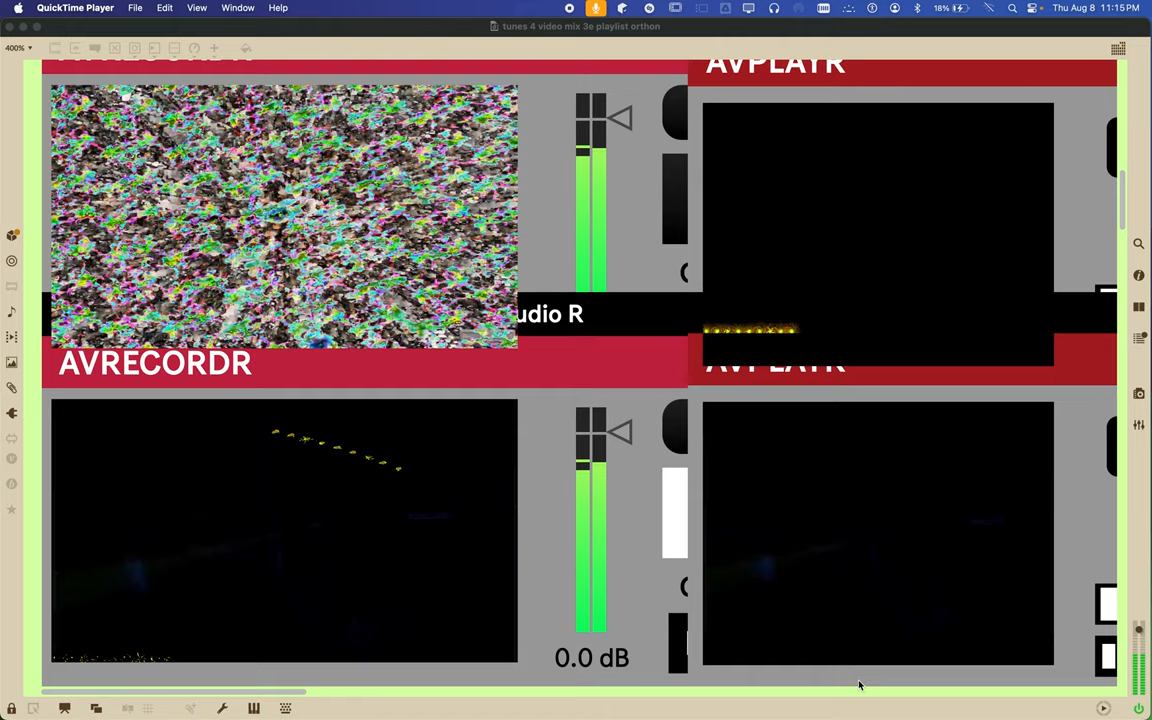 QuickTime Player File Edit View Window Help 18% Thu Aug 8 11:15 PM
tunes 4 video mix 3e playlist orthon
400%
AVPLAYR
udio R
AVRECORDR
AVPLAYR
0.0 dB